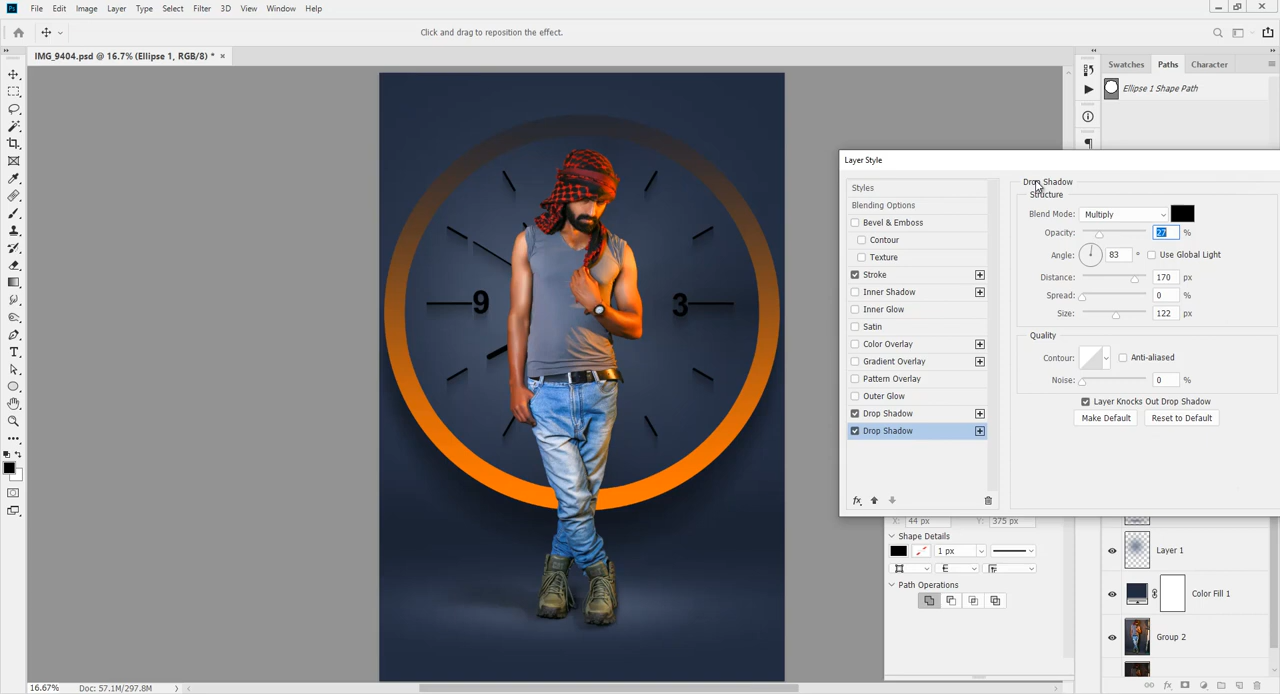 Ps File Edit Image Layer Type Select Filter 3D View Window Help
Click and drag to reposition the effect.
IMG_9404.psd @ 16.7% (Ellipse 1, RGB/8) * ×
Swatches Paths Character
Ellipse 1 Shape Path
9
3
Layer Style
Styles
Blending Options
Bevel & Emboss
Contour
Texture
Stroke
Inner Shadow
Inner Glow
Satin
Color Overlay
Gradient Overlay
Pattern Overlay
Outer Glow
Drop Shadow
Drop Shadow
fx
Drop Shadow
Structure
Blend Mode: Multiply
Opacity: 27 %
Angle: 83 ° Use Global Light
Distance: 170 px
Spread: 0 %
Size: 122 px
Quality
Contour: Anti-aliased
Noise: 0 %
Layer Knocks Out Drop Shadow
Make Default Reset to Default
X: 44 px Y: 375 px
Shape Details
1 px
Path Operations
Layer 1
Color Fill 1
Group 2
fx
16.67% Doc: 57.1M/297.8M